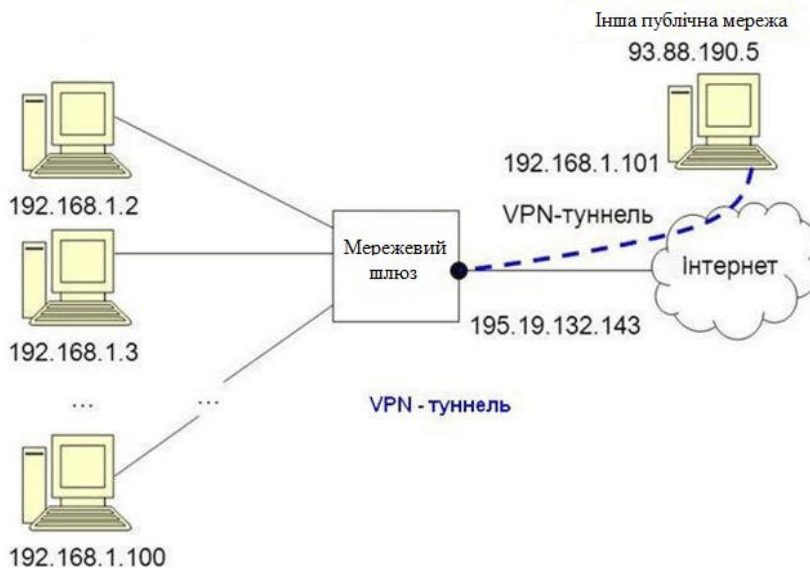 Інша публічна мережа
93.88.190.5
192.168.1.101
VPN-туннель
192.168.1.2
Мережевий
шлюз
Інтернет
195.19.132.143
192.168.1.3
...
...
VPN - туннель
192.168.1.100